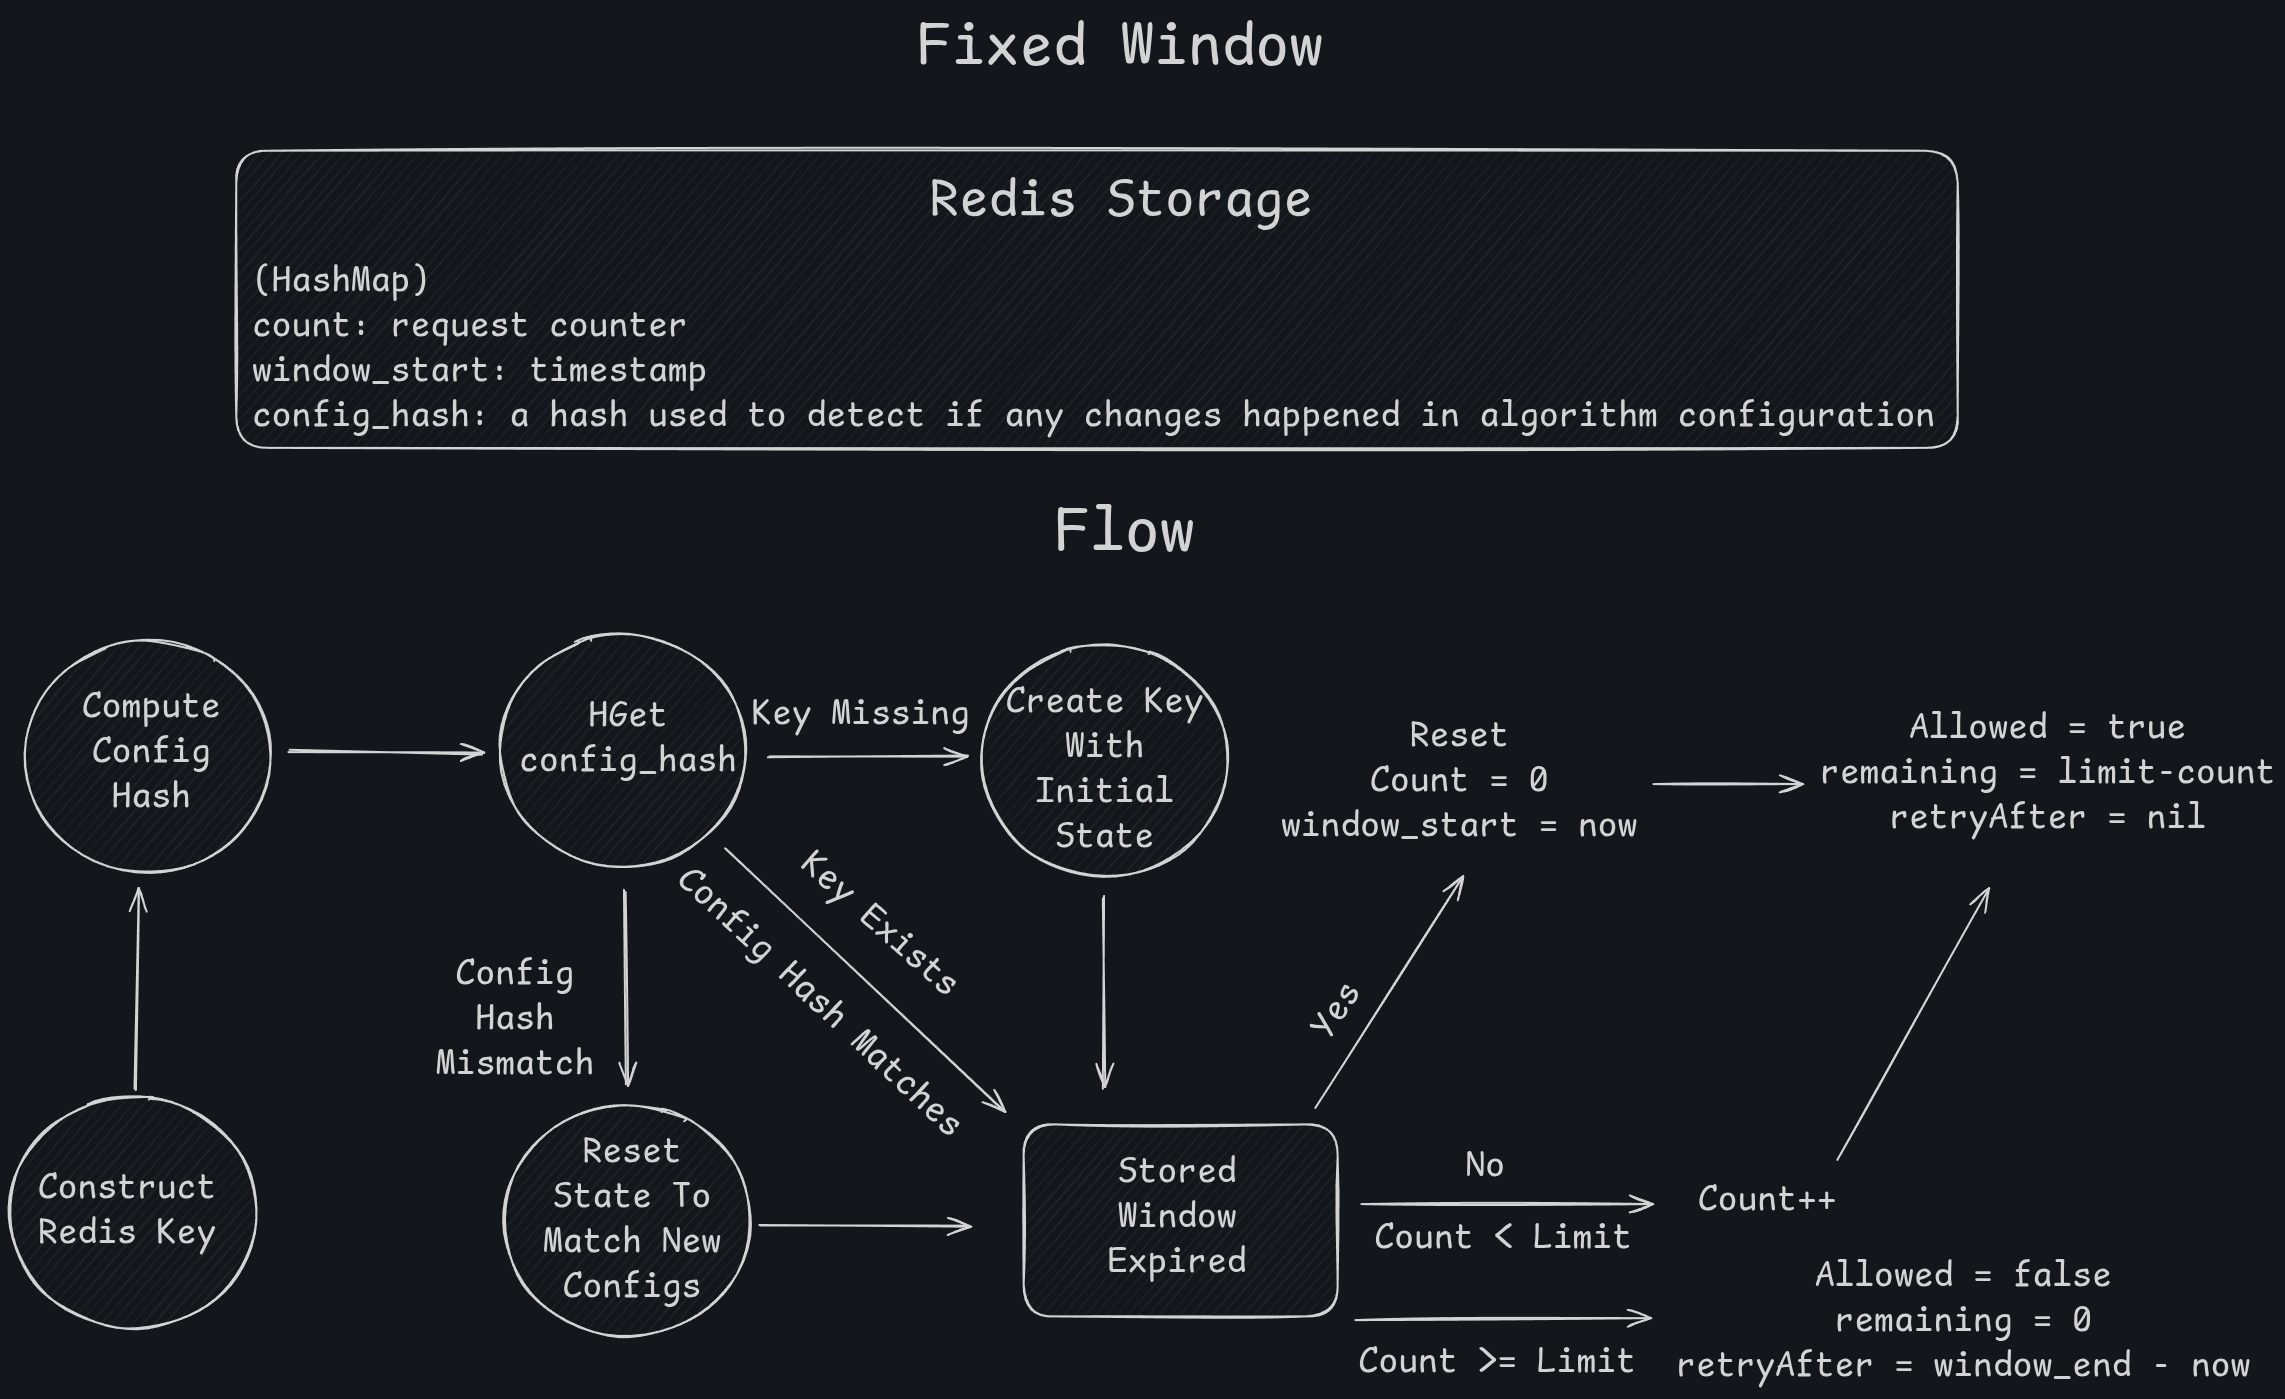 Fixed Window
Redis Storage
(HashMap)
count: request counter
window_start: timestamp
config_hash: a hash used to detect if any changes happened in algorithm configuration
Flow
Compute
Config
Hash
HGet
config_hash
Key Missing
Create Key
With
Initial
State
Reset
Count = 0
window_start = now
Allowed = true
remaining = limit-count
retryAfter = nil
Key Exists
Config Hash Matches
Config
Hash
Mismatch
Yes
Construct
Redis Key
Reset
State To
Match New
Configs
Stored
Window
Expired
No
Count < Limit
Count++
Count >= Limit
Allowed = false
remaining = 0
retryAfter = window_end - now